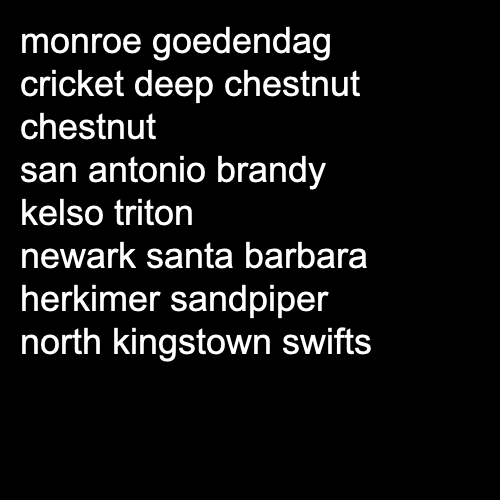 monroe goedendag
cricket deep chestnut
chestnut
san antonio brandy
kelso triton
newark santa barbara
herkimer sandpiper
north kingstown swifts